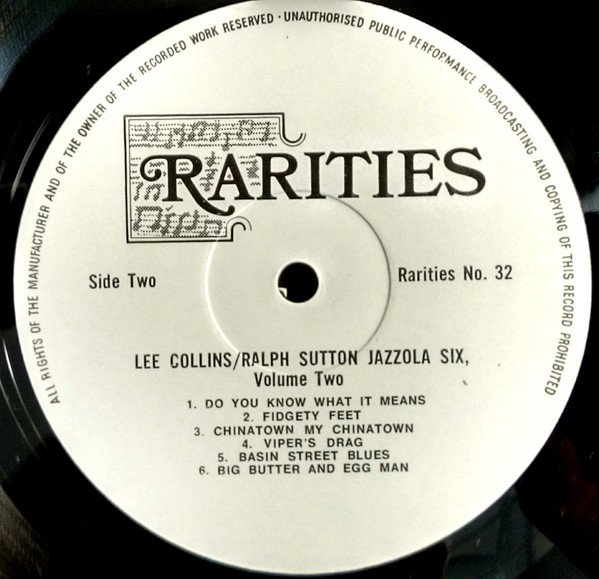 ALL RIGHTS OF THE MANUFACTURER AND OF THE OWNER OF THE RECORDED WORK RESERVED · UNAUTHORISED PUBLIC PERFORMANCE BROADCASTING AND COPYING OF THIS RECORD PROHIBITED
RARITIES
Side Two
Rarities No. 32
LEE COLLINS/RALPH SUTTON JAZZOLA SIX,
Volume Two
1. DO YOU KNOW WHAT IT MEANS
2. FIDGETY FEET
3. CHINATOWN MY CHINATOWN
4. VIPER'S DRAG
5. BASIN STREET BLUES
6. BIG BUTTER AND EGG MAN